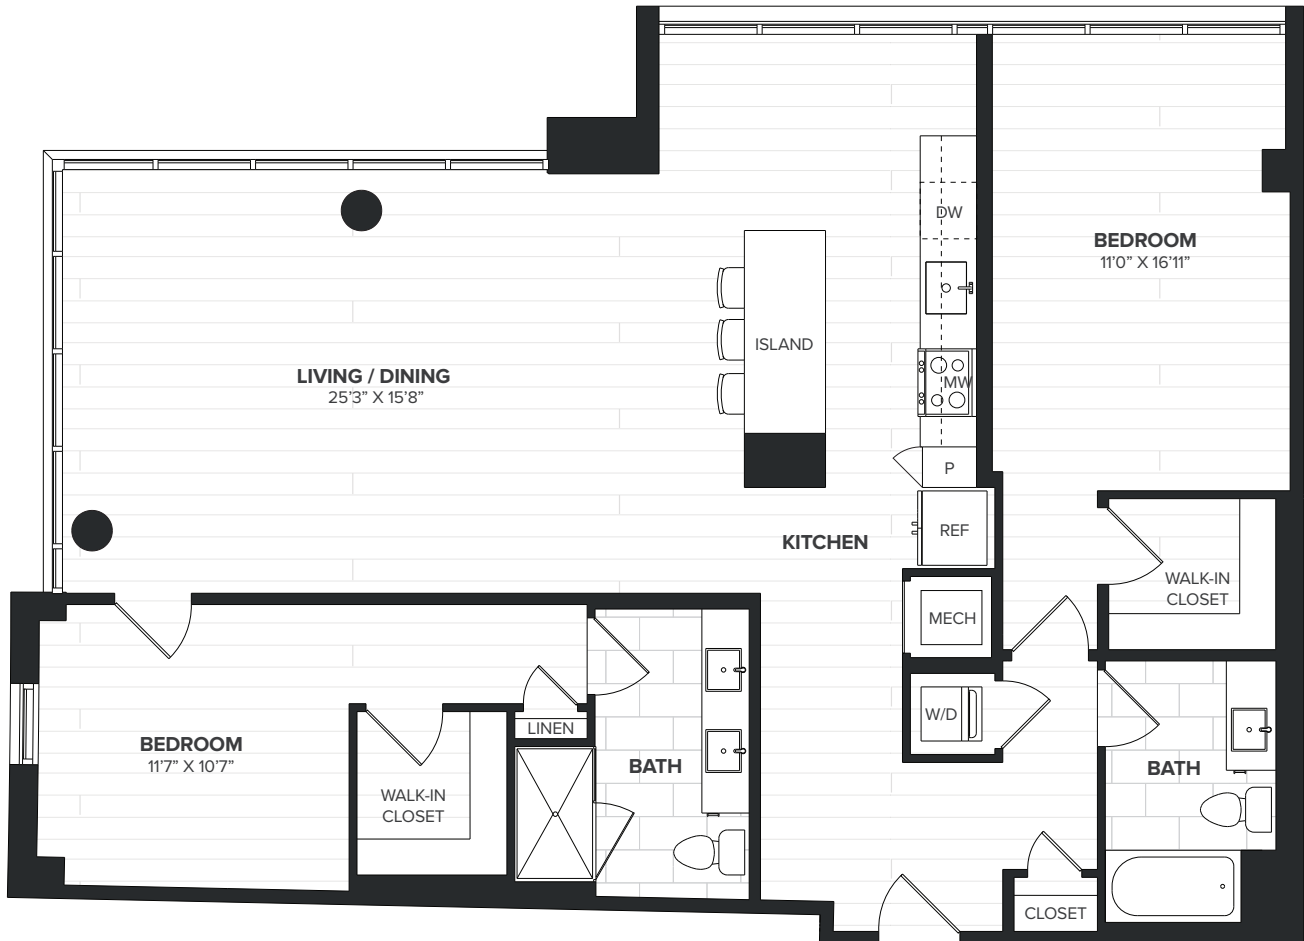 DW
BEDROOM
11'0" X 16'11"
ISLAND
LIVING / DINING
25'3" X 15'8"
MW
P
KITCHEN
REF
WALK-IN
CLOSET
MECH
W/D
LINEN
BEDROOM
11'7" X 10'7"
BATH
BATH
WALK-IN
CLOSET
CLOSET